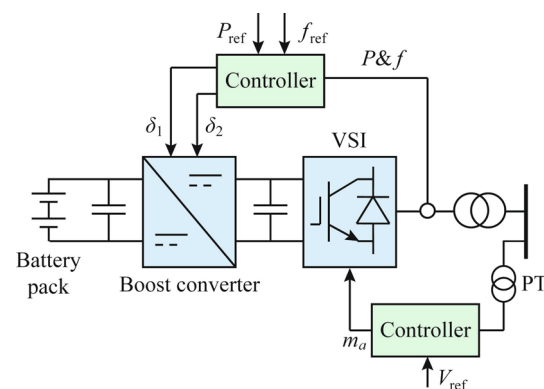 P_ref f_ref
Controller
P&f
δ_1 δ_2
VSI
Battery
pack
Boost converter
PT
m_a
Controller
V_ref